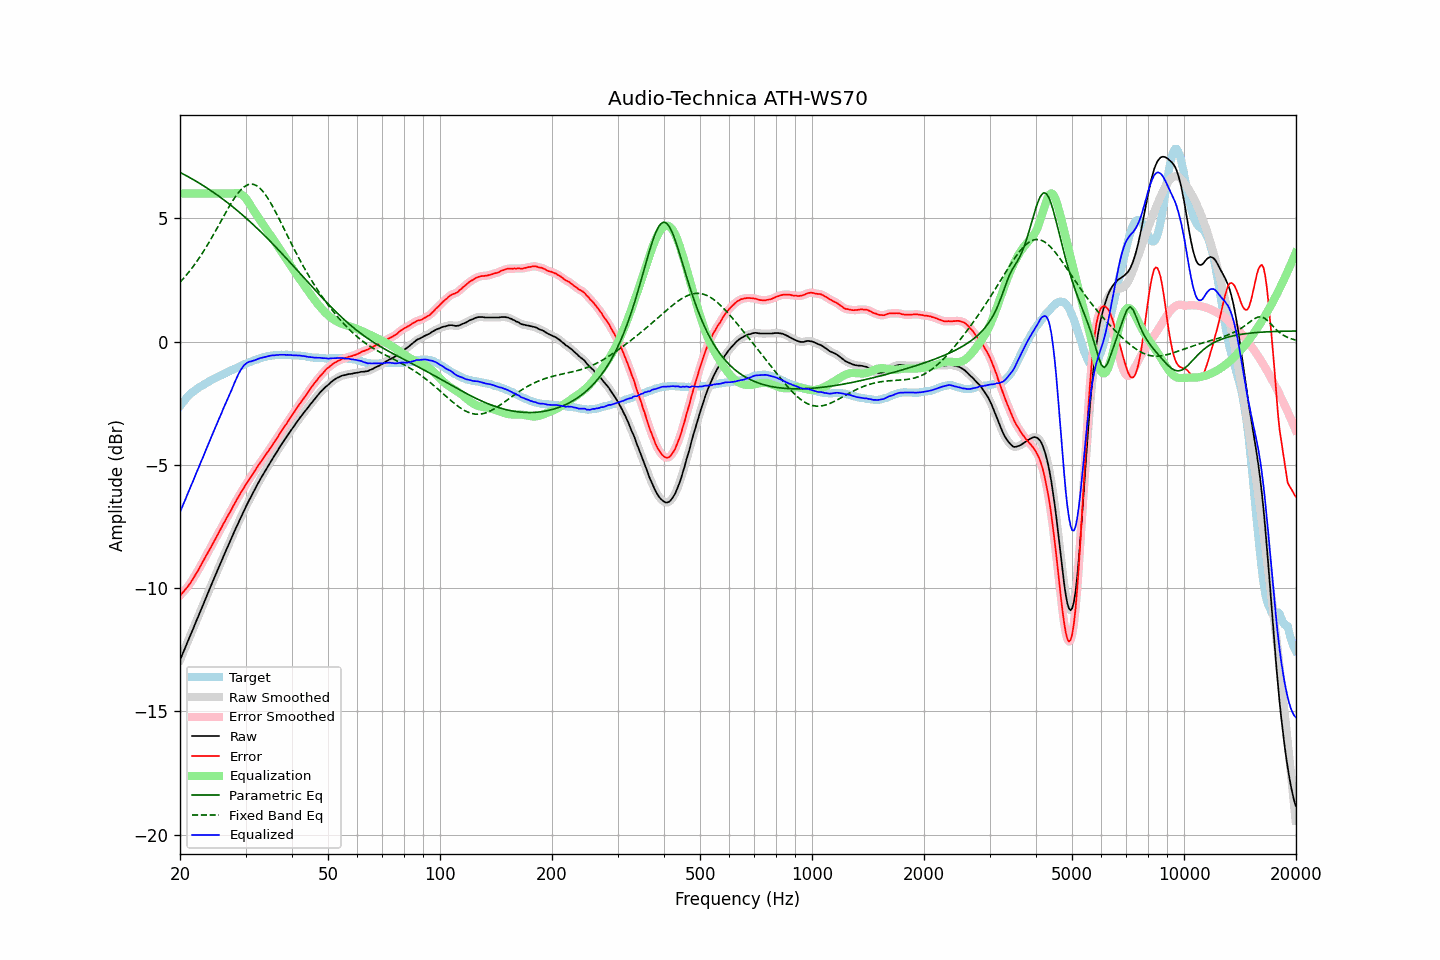 Audio-Technica ATH-WS70
Amplitude (dBr)
5
0
−5
−10
−15
−20
Target
Raw Smoothed
Error Smoothed
Raw
Error
Equalization
Parametric Eq
Fixed Band Eq
Equalized
20 50 100 200 500 1000 2000 5000 10000 20000
Frequency (Hz)